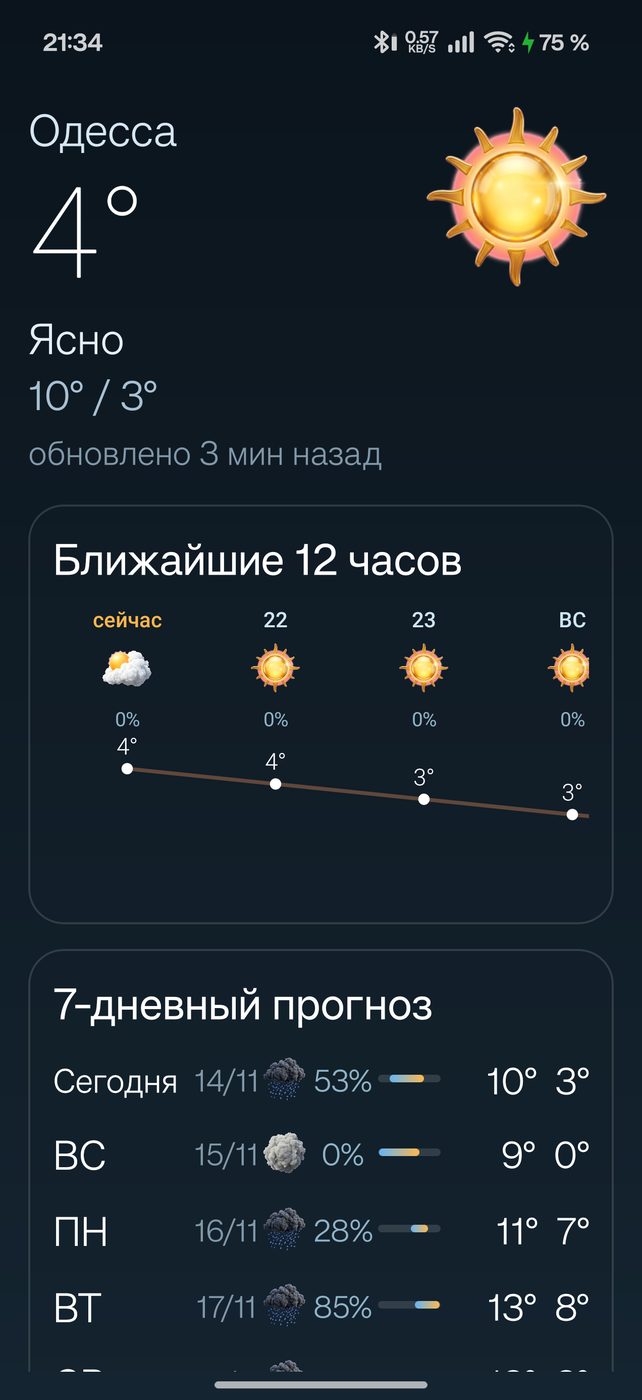 21:34 0.57 KB/S 75 %
Одесса
4°
Ясно
10° / 3°
обновлено 3 мин назад
Ближайшие 12 часов
сейчас 22 23 ВС
0% 0% 0% 0%
4° 4° 3° 3°
7-дневный прогноз
Сегодня 14/11 53% 10° 3°
ВС 15/11 0% 9° 0°
ПН 16/11 28% 11° 7°
ВТ 17/11 85% 13° 8°